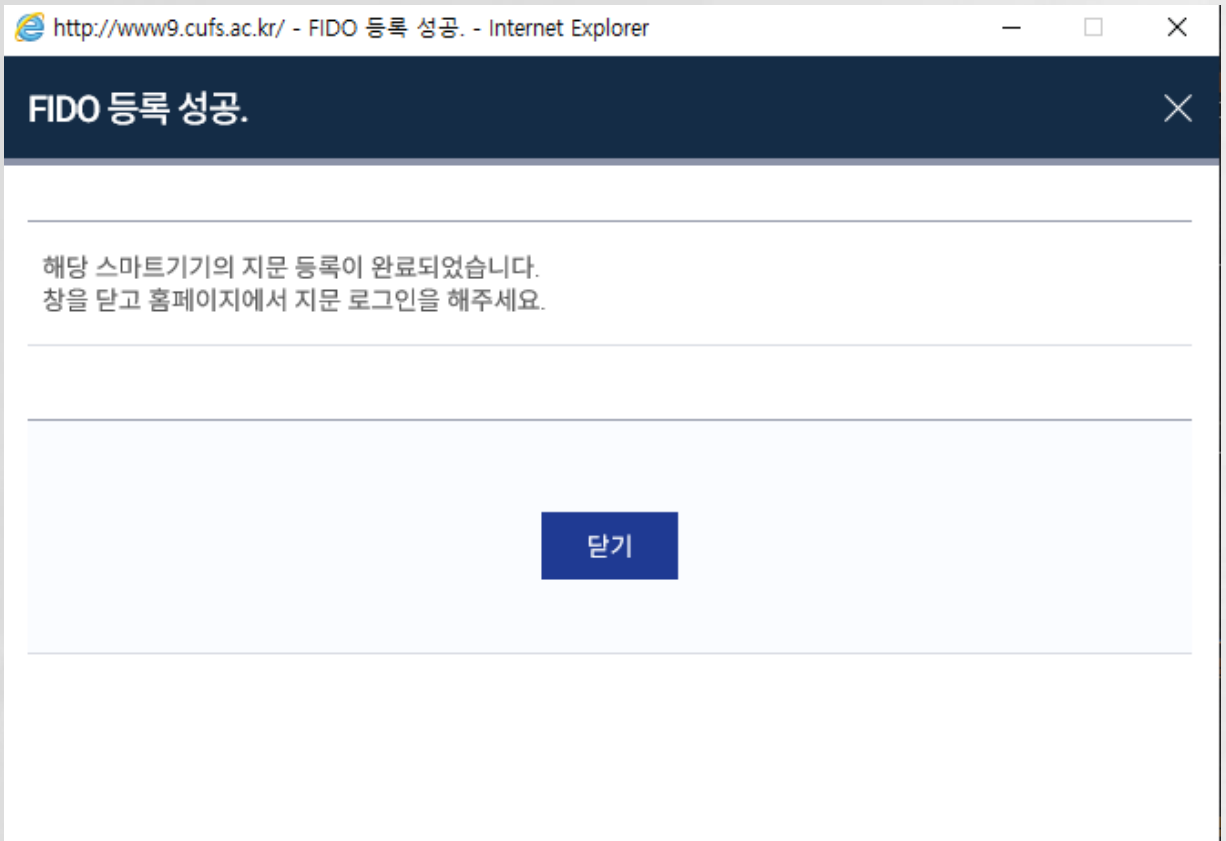 http://www9.cufs.ac.kr/ - FIDO 등록 성공. - Internet Explorer
FIDO 등록 성공.
해당 스마트기기의 지문 등록이 완료되었습니다.
창을 닫고 홈페이지에서 지문 로그인을 해주세요.
닫기